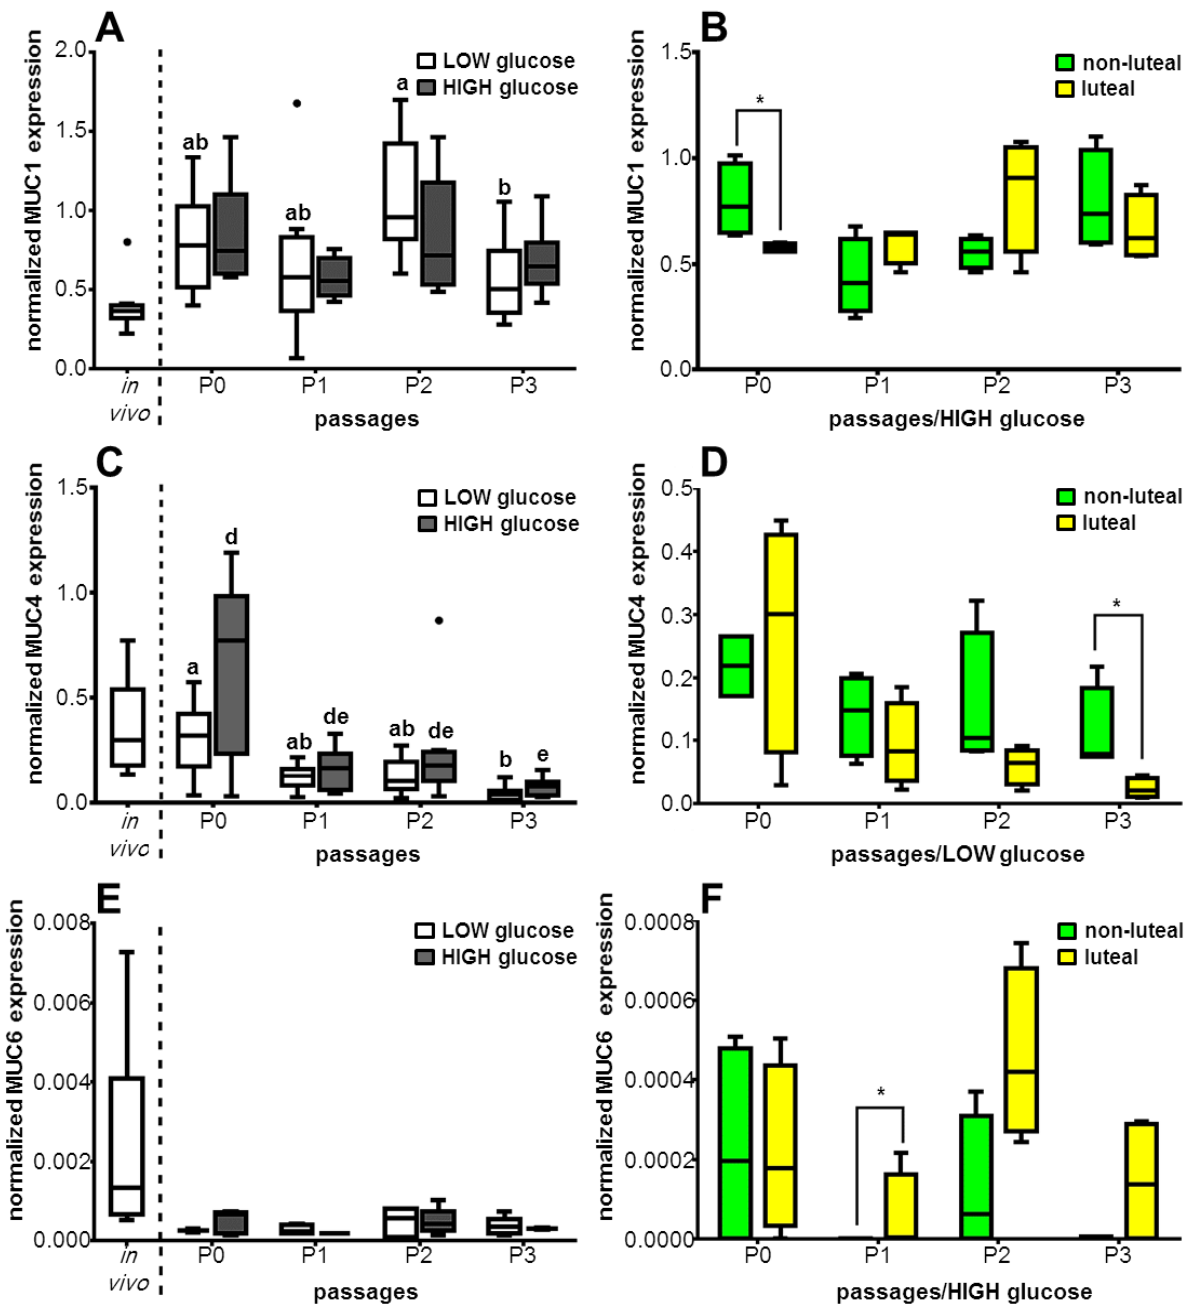 A
normalized MUC1 expression
2.0
1.5
1.0
0.5
0.0
LOW glucose
HIGH glucose
ab
ab
a
b
in vivo
P0
P1
P2
P3
passages
B
normalized MUC1 expression
1.5
1.0
0.5
0.0
non-luteal
luteal
*
P0
P1
P2
P3
passages/HIGH glucose
C
normalized MUC4 expression
1.5
1.0
0.5
0.0
LOW glucose
HIGH glucose
a
d
ab
de
ab
de
b
e
in vivo
P0
P1
P2
P3
passages
D
normalized MUC4 expression
0.5
0.4
0.3
0.2
0.1
0.0
non-luteal
luteal
*
P0
P1
P2
P3
passages/LOW glucose
E
normalized MUC6 expression
0.008
0.006
0.004
0.002
0.000
LOW glucose
HIGH glucose
in vivo
P0
P1
P2
P3
passages
F
normalized MUC6 expression
0.0008
0.0006
0.0004
0.0002
0.0000
non-luteal
luteal
*
P0
P1
P2
P3
passages/HIGH glucose